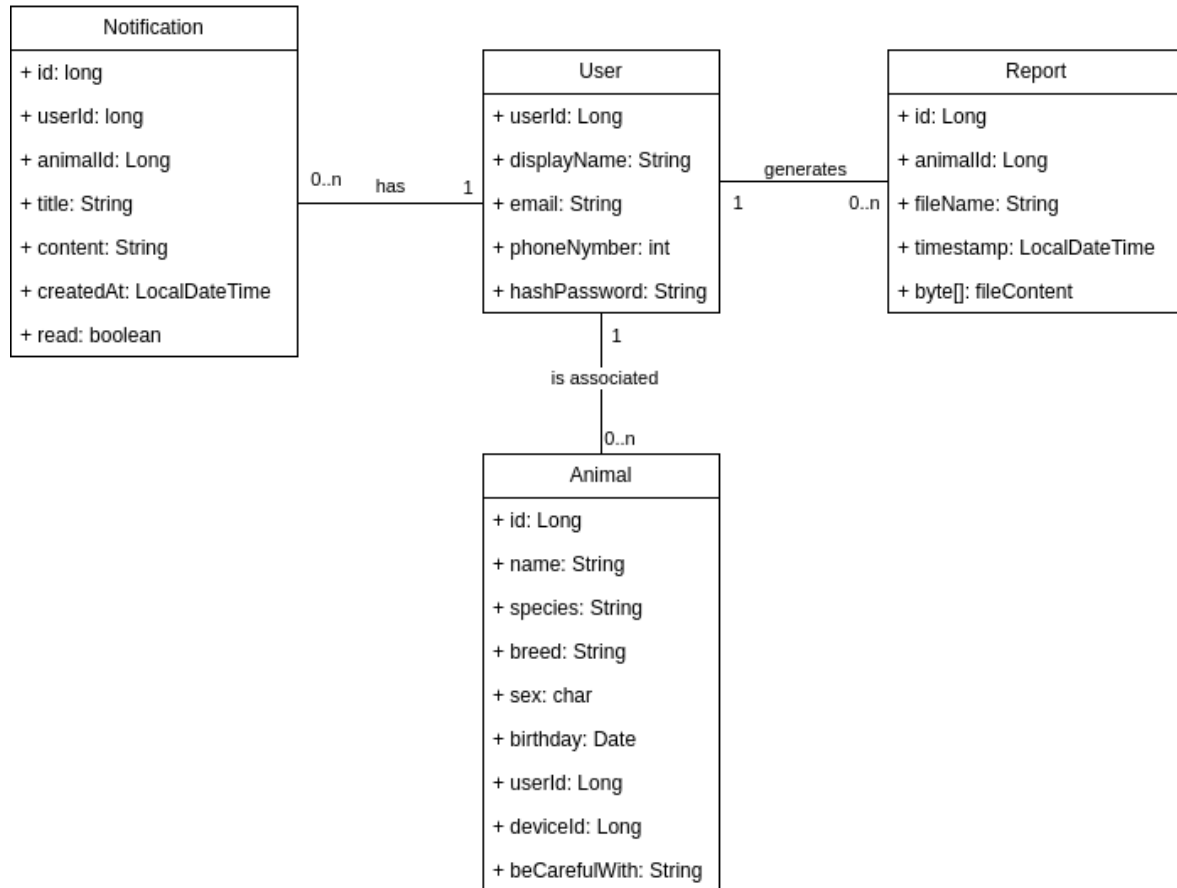 Notification
+ id: long
+ userId: long
+ animalId: Long
+ title: String
+ content: String
+ createdAt: LocalDateTime
+ read: boolean
0..n
has
1
User
+ userId: Long
+ displayName: String
+ email: String
+ phoneNymber: int
+ hashPassword: String
generates
1
0..n
Report
+ id: Long
+ animalId: Long
+ fileName: String
+ timestamp: LocalDateTime
+ byte[]: fileContent
1
is associated
0..n
Animal
+ id: Long
+ name: String
+ species: String
+ breed: String
+ sex: char
+ birthday: Date
+ userId: Long
+ deviceId: Long
+ beCarefulWith: String